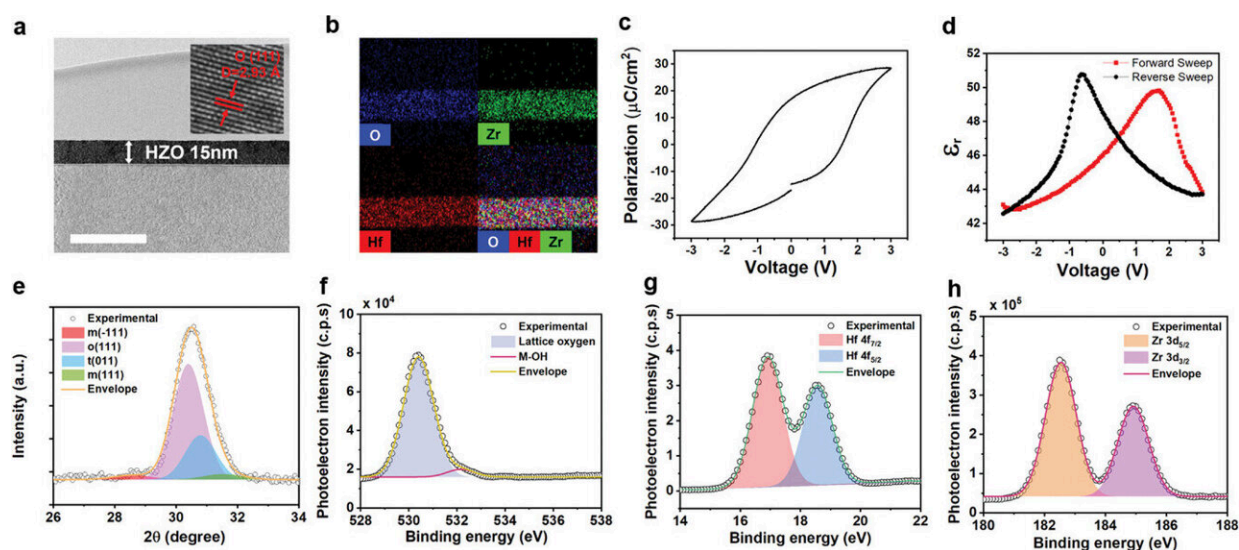 a
O (111)
D=2.93 Å
HZO 15nm
b
O
Zr
Hf
O Hf Zr
c
Polarization (μC/cm²)
30
20
10
0
-10
-20
-30
-3 -2 -1 0 1 2 3
Voltage (V)
d
Forward Sweep
Reverse Sweep
εr
52
50
48
46
44
42
-3 -2 -1 0 1 2 3
Voltage (V)
e
Experimental
m(-111)
o(111)
t(011)
m(111)
Envelope
Intensity (a.u.)
26 28 30 32 34
2θ (degree)
f
x 10⁴
Experimental
Lattice oxygen
M-OH
Envelope
Photoelectron intensity (c.p.s)
10
8
6
4
2
0
528 530 532 534 536 538
Binding energy (eV)
g
Experimental
Hf 4f7/2
Hf 4f5/2
Envelope
Photoelectron intensity (c.p.s)
5
4
3
2
1
0
14 16 18 20 22
Binding energy (eV)
h
x 10⁵
Experimental
Zr 3d5/2
Zr 3d3/2
Envelope
Photoelectron intensity (c.p.s)
5
4
3
2
1
0
180 182 184 186 188
Binding energy (eV)